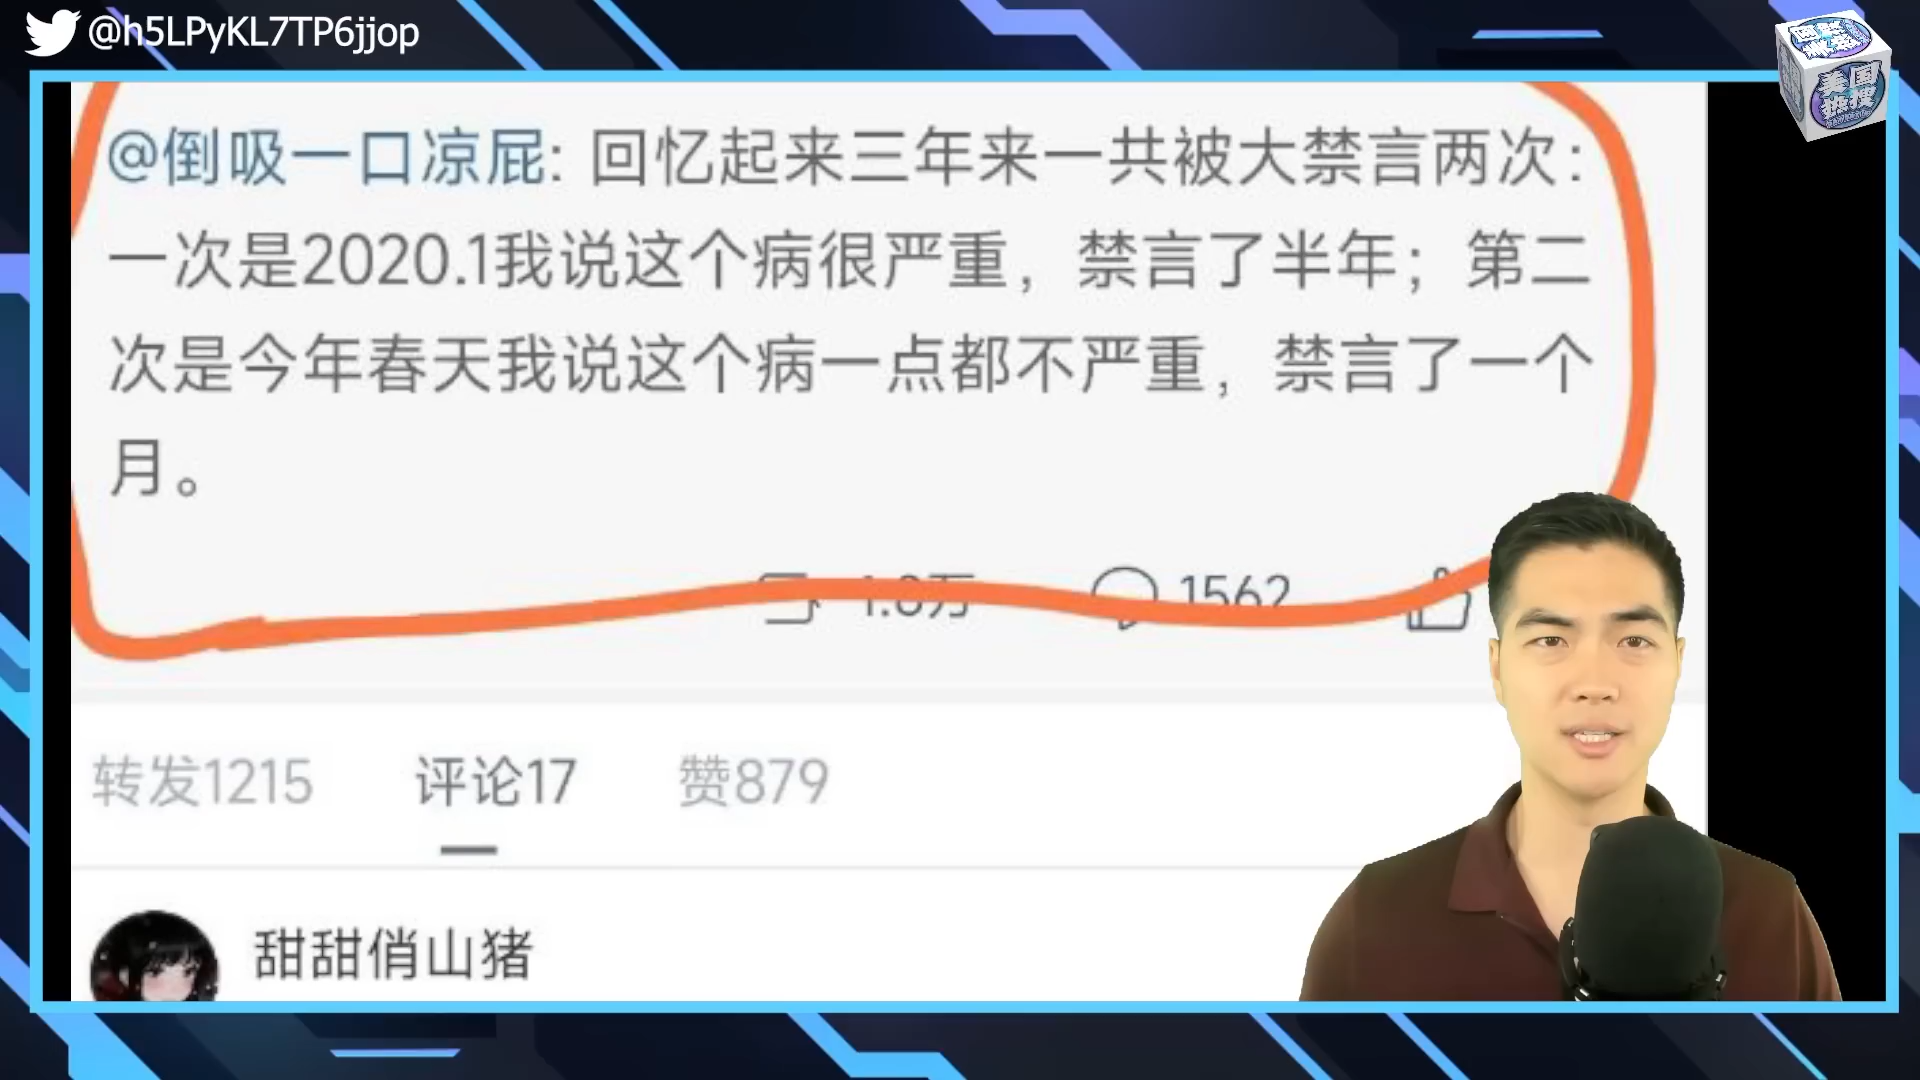 @h5LPyKL7TP6jjop
美国
热搜
@倒吸一口凉屁: 回忆起来三年来一共被大禁言两次:
一次是2020.1我说这个病很严重，禁言了半年；第二
次是今年春天我说这个病一点都不严重，禁言了一个
月。
1562
转发1215 评论17 赞879
甜甜俏山猪